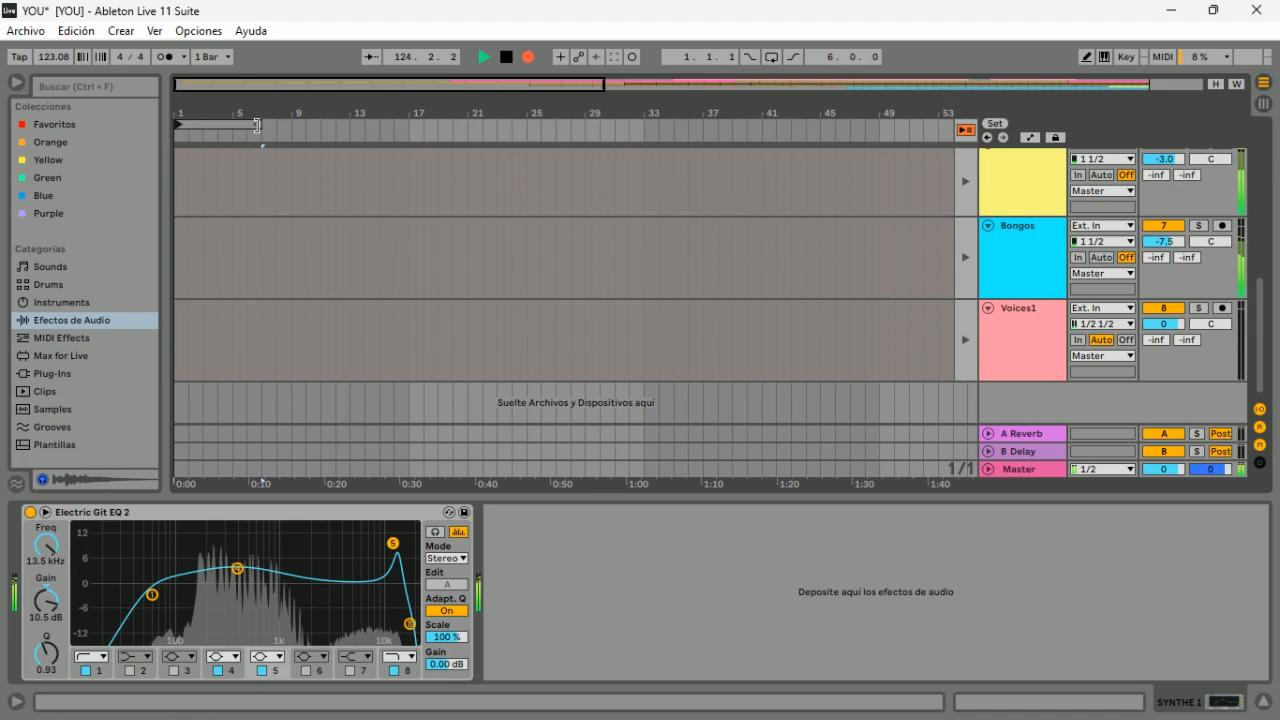 YOU* [YOU] - Ableton Live 11 Suite
Archivo Edición Crear Ver Opciones Ayuda
Tap 123.08 4 / 4 1 Bar 124. 2. 2 1. 1. 1 6. 0. 0 Key MIDI 8 %
Buscar (Ctrl + F)
H W
Colecciones
Favoritos
Orange
Yellow
Green
Blue
Purple
Categorías
Sounds
Drums
Instruments
Efectos de Audio
MIDI Effects
Max for Live
Plug-Ins
Clips
Samples
Grooves
Plantillas
1 5 9 13 17 21 25 29 33 37 41 45 49 53
Set
1 1/2 -3.0 C
In Auto Off -inf -inf
Master
Bongos Ext. In 7 S
1 1/2 -7.5 C
In Auto Off -inf -inf
Master
Voices1 Ext. In 8 S
1/2 1/2 0 C
In Auto Off -inf -inf
Master
Suelte Archivos y Dispositivos aquí
A Reverb A S Post
B Delay B S Post
1/1 Master 1/2 0 0
0:00 0:10 0:20 0:30 0:40 0:50 1:00 1:10 1:20 1:30 1:40
Electric Git EQ 2
Freq
13.5 kHz
Gain
10.5 dB
Q
0.93
12
6
0
-6
-12
100 1k 10k
1 4 5
Mode
Stereo
Edit
A
Adapt. Q
On
Scale
100 %
Gain
0.00 dB
1 2 3 4 5 6 7 8
Deposite aquí los efectos de audio
SYNTHE 1